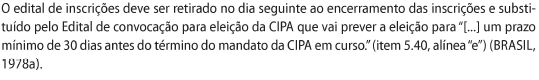 O edital de inscrições deve ser retirado no dia seguinte ao encerramento das inscrições e substi-
tuído pelo Edital de convocação para eleição da CIPA que vai prever a eleição para “[...] um prazo
mínimo de 30 dias antes do término do mandato da CIPA em curso.” (item 5.40, alínea “e”) (BRASIL,
1978a).